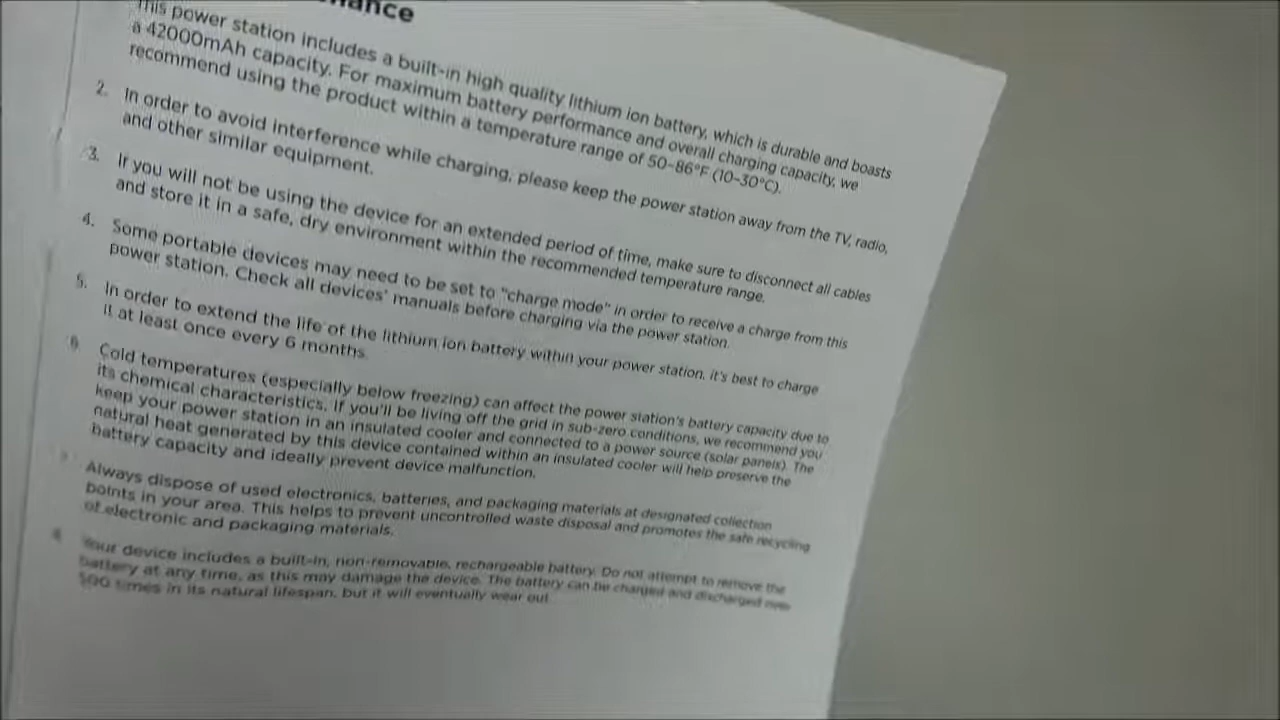 This power station includes a built-in high quality lithium ion battery, which is durable and boasts
a 42000mAh capacity. For maximum battery performance and overall charging capacity, we
recommend using the product within a temperature range of 50-86°F (10-30°C).
2. In order to avoid interference while charging, please keep the power station away from the TV, radio,
and other similar equipment.
3. If you will not be using the device for an extended period of time, make sure to disconnect all cables
and store it in a safe, dry environment within the recommended temperature range.
4. Some portable devices may need to be set to "charge mode" in order to receive a charge from this
power station. Check all devices' manuals before charging via the power station.
5. In order to extend the life of the lithium ion battery within your power station, it's best to charge
it at least once every 6 months.
6. Cold temperatures (especially below freezing) can affect the power station's battery capacity due to
its chemical characteristics. If you'll be living off the grid in sub-zero conditions, we recommend you
keep your power station in an insulated cooler and connected to a power source (solar panels). The
natural heat generated by this device contained within an insulated cooler will help preserve the
battery capacity and ideally prevent device malfunction.
Always dispose of used electronics, batteries, and packaging materials at designated collection
points in your area. This helps to prevent uncontrolled waste disposal and promotes the safe recycling
of electronic and packaging materials.
Your device includes a built-in, non-removable, rechargeable battery. Do not attempt to remove the
battery at any time, as this may damage the device. The battery can be charged and discharged over
500 times in its natural lifespan, but it will eventually wear out.